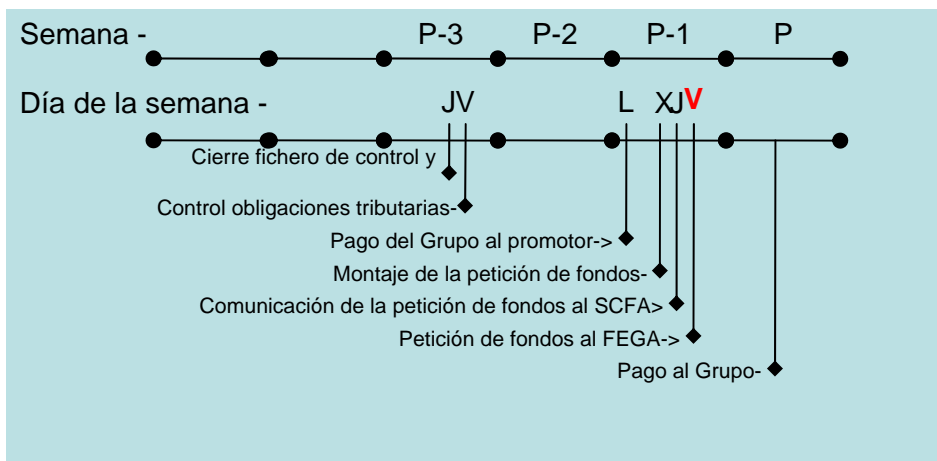 Semana - P-3 P-2 P-1 P
Día de la semana - JV L XJV
Cierre fichero de control y
Control obligaciones tributarias-
Pago del Grupo al promotor->
Montaje de la petición de fondos-
Comunicación de la petición de fondos al SCFA>
Petición de fondos al FEGA->
Pago al Grupo-